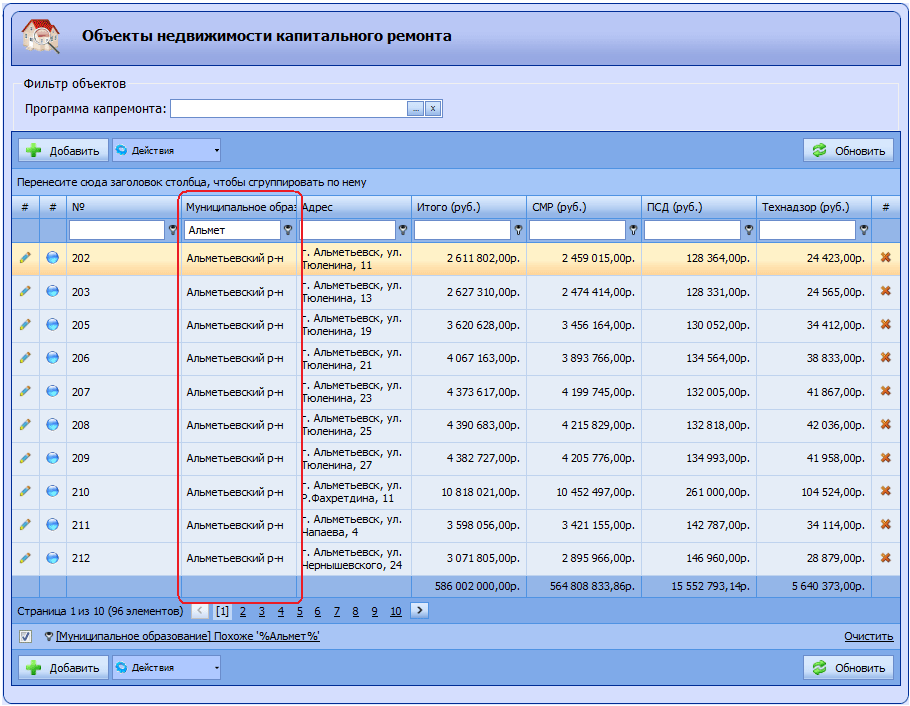 Объекты недвижимости капитального ремонта
Фильтр объектов
Программа капремонта: ... x
Добавить Действия Обновить
Перенесите сюда заголовок столбца, чтобы сгруппировать по нему
# # № Муниципальное образ Адрес Итого (руб.) СМР (руб.) ПСД (руб.) Технадзор (руб.) #
Альмет
202 Альметьевский р-н г. Альметьевск, ул. Тюленина, 11 2 611 802,00р. 2 459 015,00р. 128 364,00р. 24 423,00р.
203 Альметьевский р-н г. Альметьевск, ул. Тюленина, 13 2 627 310,00р. 2 474 414,00р. 128 331,00р. 24 565,00р.
205 Альметьевский р-н г. Альметьевск, ул. Тюленина, 19 3 620 628,00р. 3 456 164,00р. 130 052,00р. 34 412,00р.
206 Альметьевский р-н г. Альметьевск, ул. Тюленина, 21 4 067 163,00р. 3 893 766,00р. 134 564,00р. 38 833,00р.
207 Альметьевский р-н г. Альметьевск, ул. Тюленина, 23 4 373 617,00р. 4 199 745,00р. 132 005,00р. 41 867,00р.
208 Альметьевский р-н г. Альметьевск, ул. Тюленина, 25 4 390 683,00р. 4 215 829,00р. 132 818,00р. 42 036,00р.
209 Альметьевский р-н г. Альметьевск, ул. Тюленина, 27 4 382 727,00р. 4 205 776,00р. 134 993,00р. 41 958,00р.
210 Альметьевский р-н г. Альметьевск, ул. Р.Фахретдина, 11 10 818 021,00р. 10 452 497,00р. 261 000,00р. 104 524,00р.
211 Альметьевский р-н г. Альметьевск, ул. Чапаева, 4 3 598 056,00р. 3 421 155,00р. 142 787,00р. 34 114,00р.
212 Альметьевский р-н г. Альметьевск, ул. Чернышевского, 24 3 071 805,00р. 2 895 966,00р. 146 960,00р. 28 879,00р.
586 002 000,00р. 564 808 833,86р. 15 552 793,14р. 5 640 373,00р.
Страница 1 из 10 (96 элементов) < [1] 2 3 4 5 6 7 8 9 10 >
[Муниципальное образование] Похоже '%Альмет%' Очистить
Добавить Действия Обновить